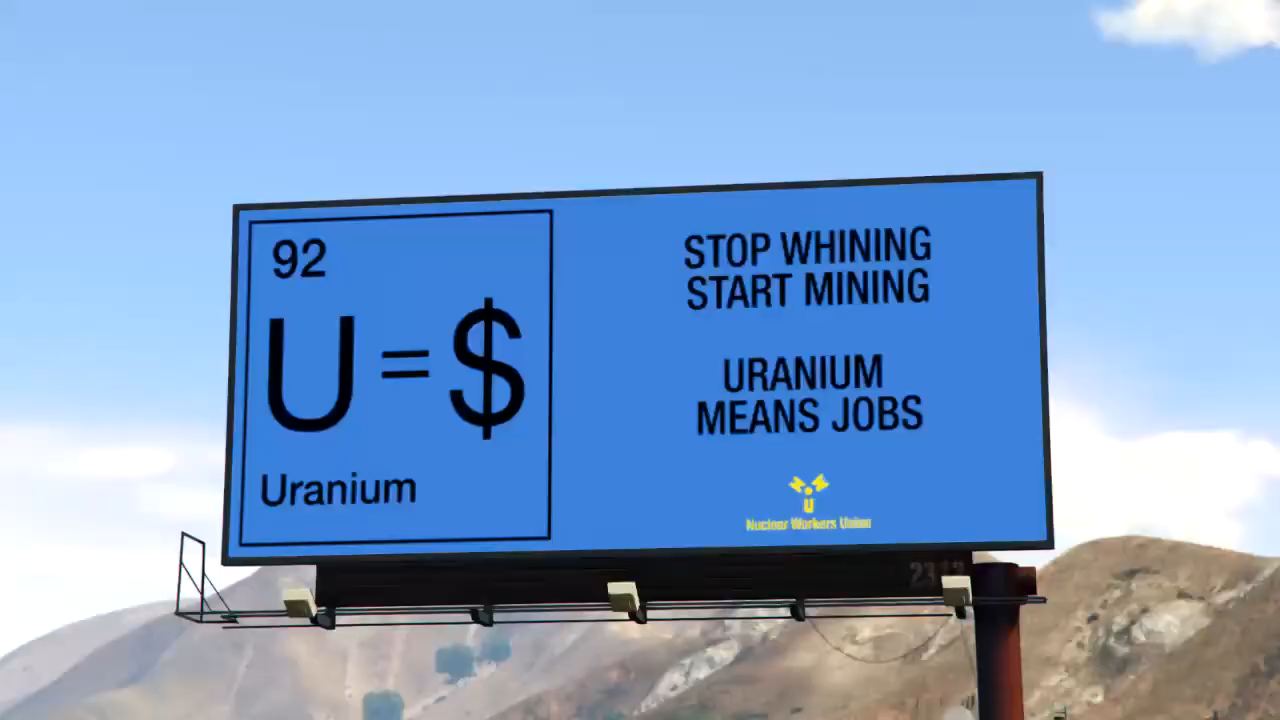 92
U = $
Uranium
STOP WHINING
START MINING
URANIUM
MEANS JOBS
U
Nuclear Workers Union